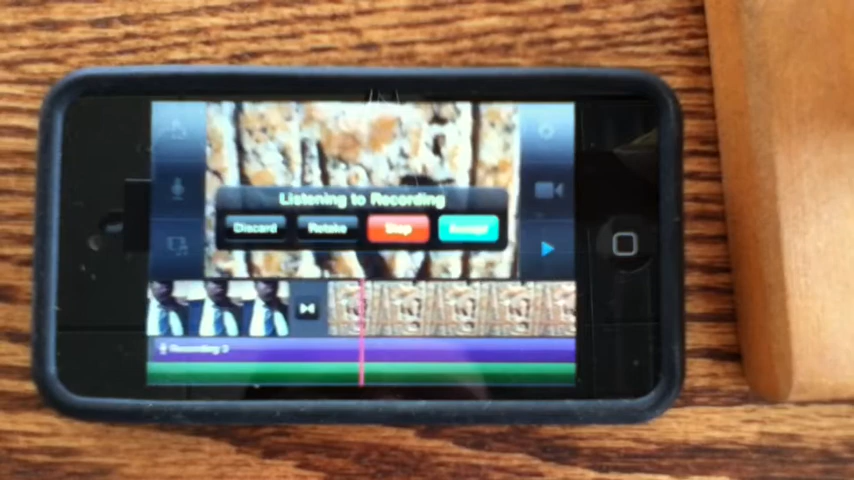 Listening to Recording
Discard Retake Stop Accept
Recording 3